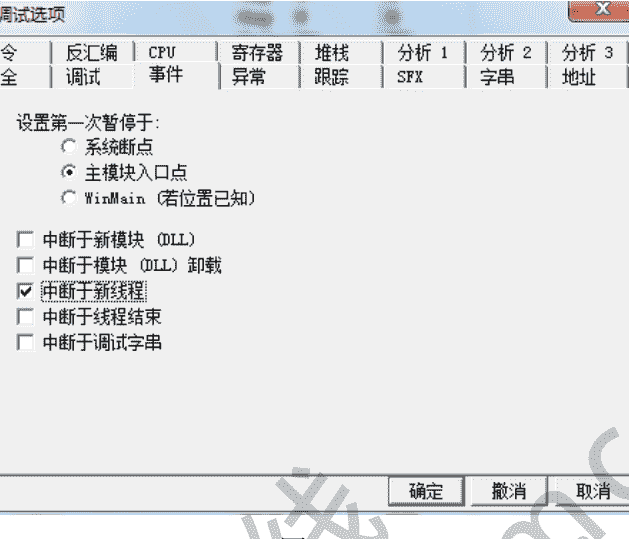 调试选项
令 反汇编 CPU 寄存器 堆栈 分析 1 分析 2 分析 3
全 调试 事件 异常 跟踪 SFX 字串 地址
设置第一次暂停于:
系统断点
主模块入口点
WinMain (若位置已知)
中断于新模块 (DLL)
中断于模块 (DLL) 卸载
中断于新线程
中断于线程结束
中断于调试字串
确定 撤消 取消
线